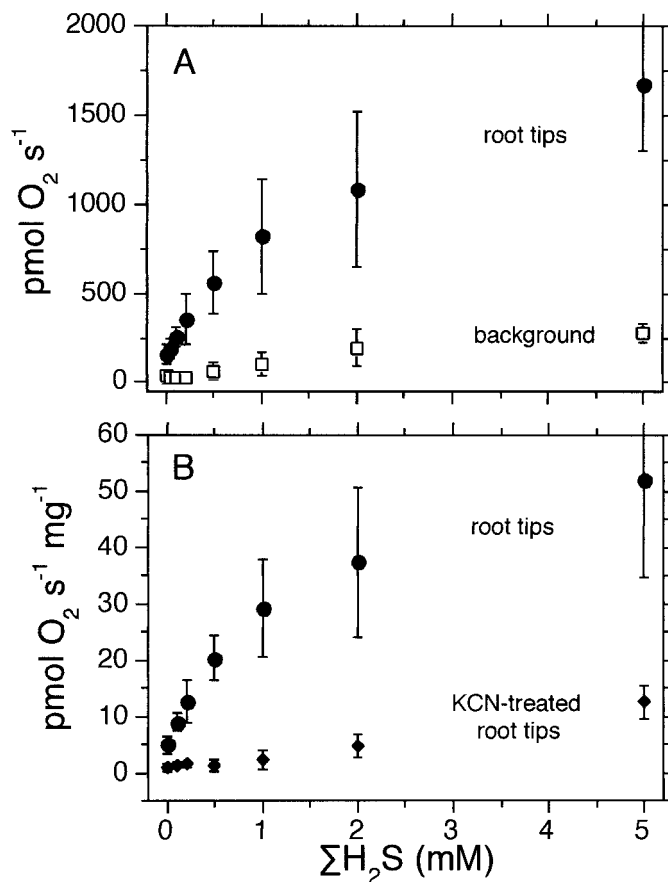 A
2000
1500
1000
500
0
pmol O₂ s⁻¹
root tips
background
B
60
50
40
30
20
10
0
pmol O₂ s⁻¹ mg⁻¹
root tips
KCN-treated
root tips
0 1 2 3 4 5
∑H₂S (mM)